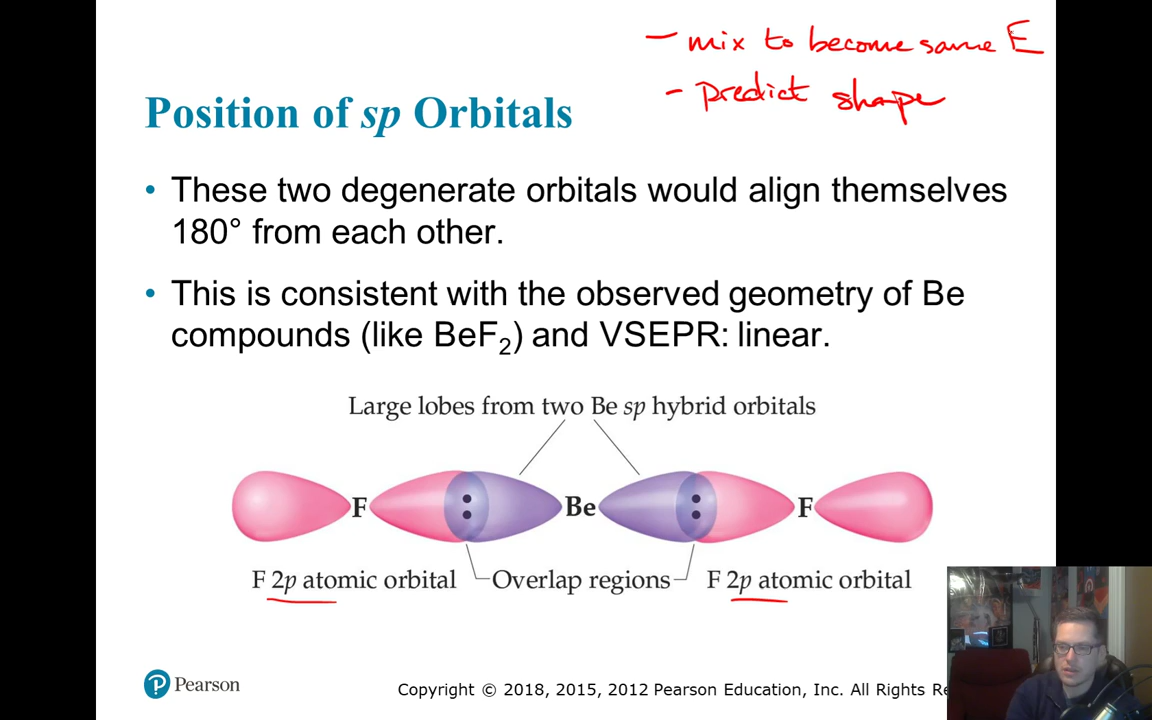 – mix to become same E
– predict shape
Position of sp Orbitals
• These two degenerate orbitals would align themselves
180° from each other.
• This is consistent with the observed geometry of Be
compounds (like BeF₂) and VSEPR: linear.
Large lobes from two Be sp hybrid orbitals
F : Be : F
F 2p atomic orbital Overlap regions F 2p atomic orbital
P Pearson
Copyright © 2018, 2015, 2012 Pearson Education, Inc. All Rights Re